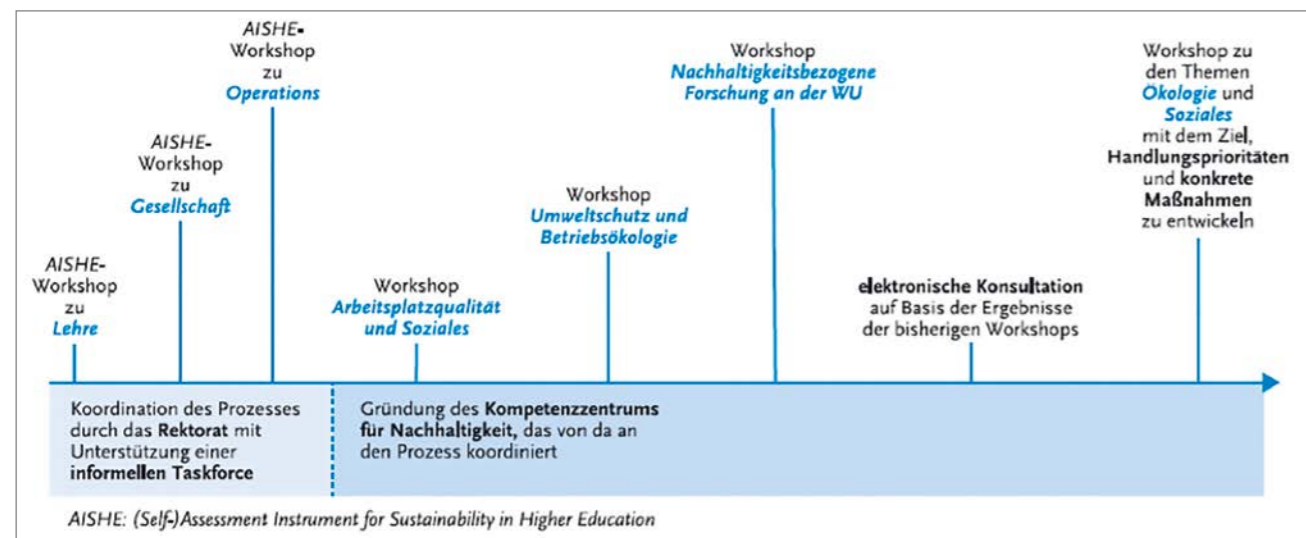 AISHE-
Workshop
zu
Lehre
AISHE-
Workshop
zu
Gesellschaft
AISHE-
Workshop
zu
Operations
Workshop
Arbeitsplatzqualität
und Soziales
Workshop
Umweltschutz und
Betriebsökologie
Workshop
Nachhaltigkeitsbezogene
Forschung an der WU
elektronische Konsultation
auf Basis der Ergebnisse
der bisherigen Workshops
Workshop zu
den Themen
Ökologie und
Soziales
mit dem Ziel,
Handlungsprioritäten
und konkrete
Maßnahmen
zu entwickeln
Koordination des Prozesses
durch das Rektorat mit
Unterstützung einer
informellen Taskforce
Gründung des Kompetenzzentrums
für Nachhaltigkeit, das von da an
den Prozess koordiniert
AISHE: (Self-)Assessment Instrument for Sustainability in Higher Education